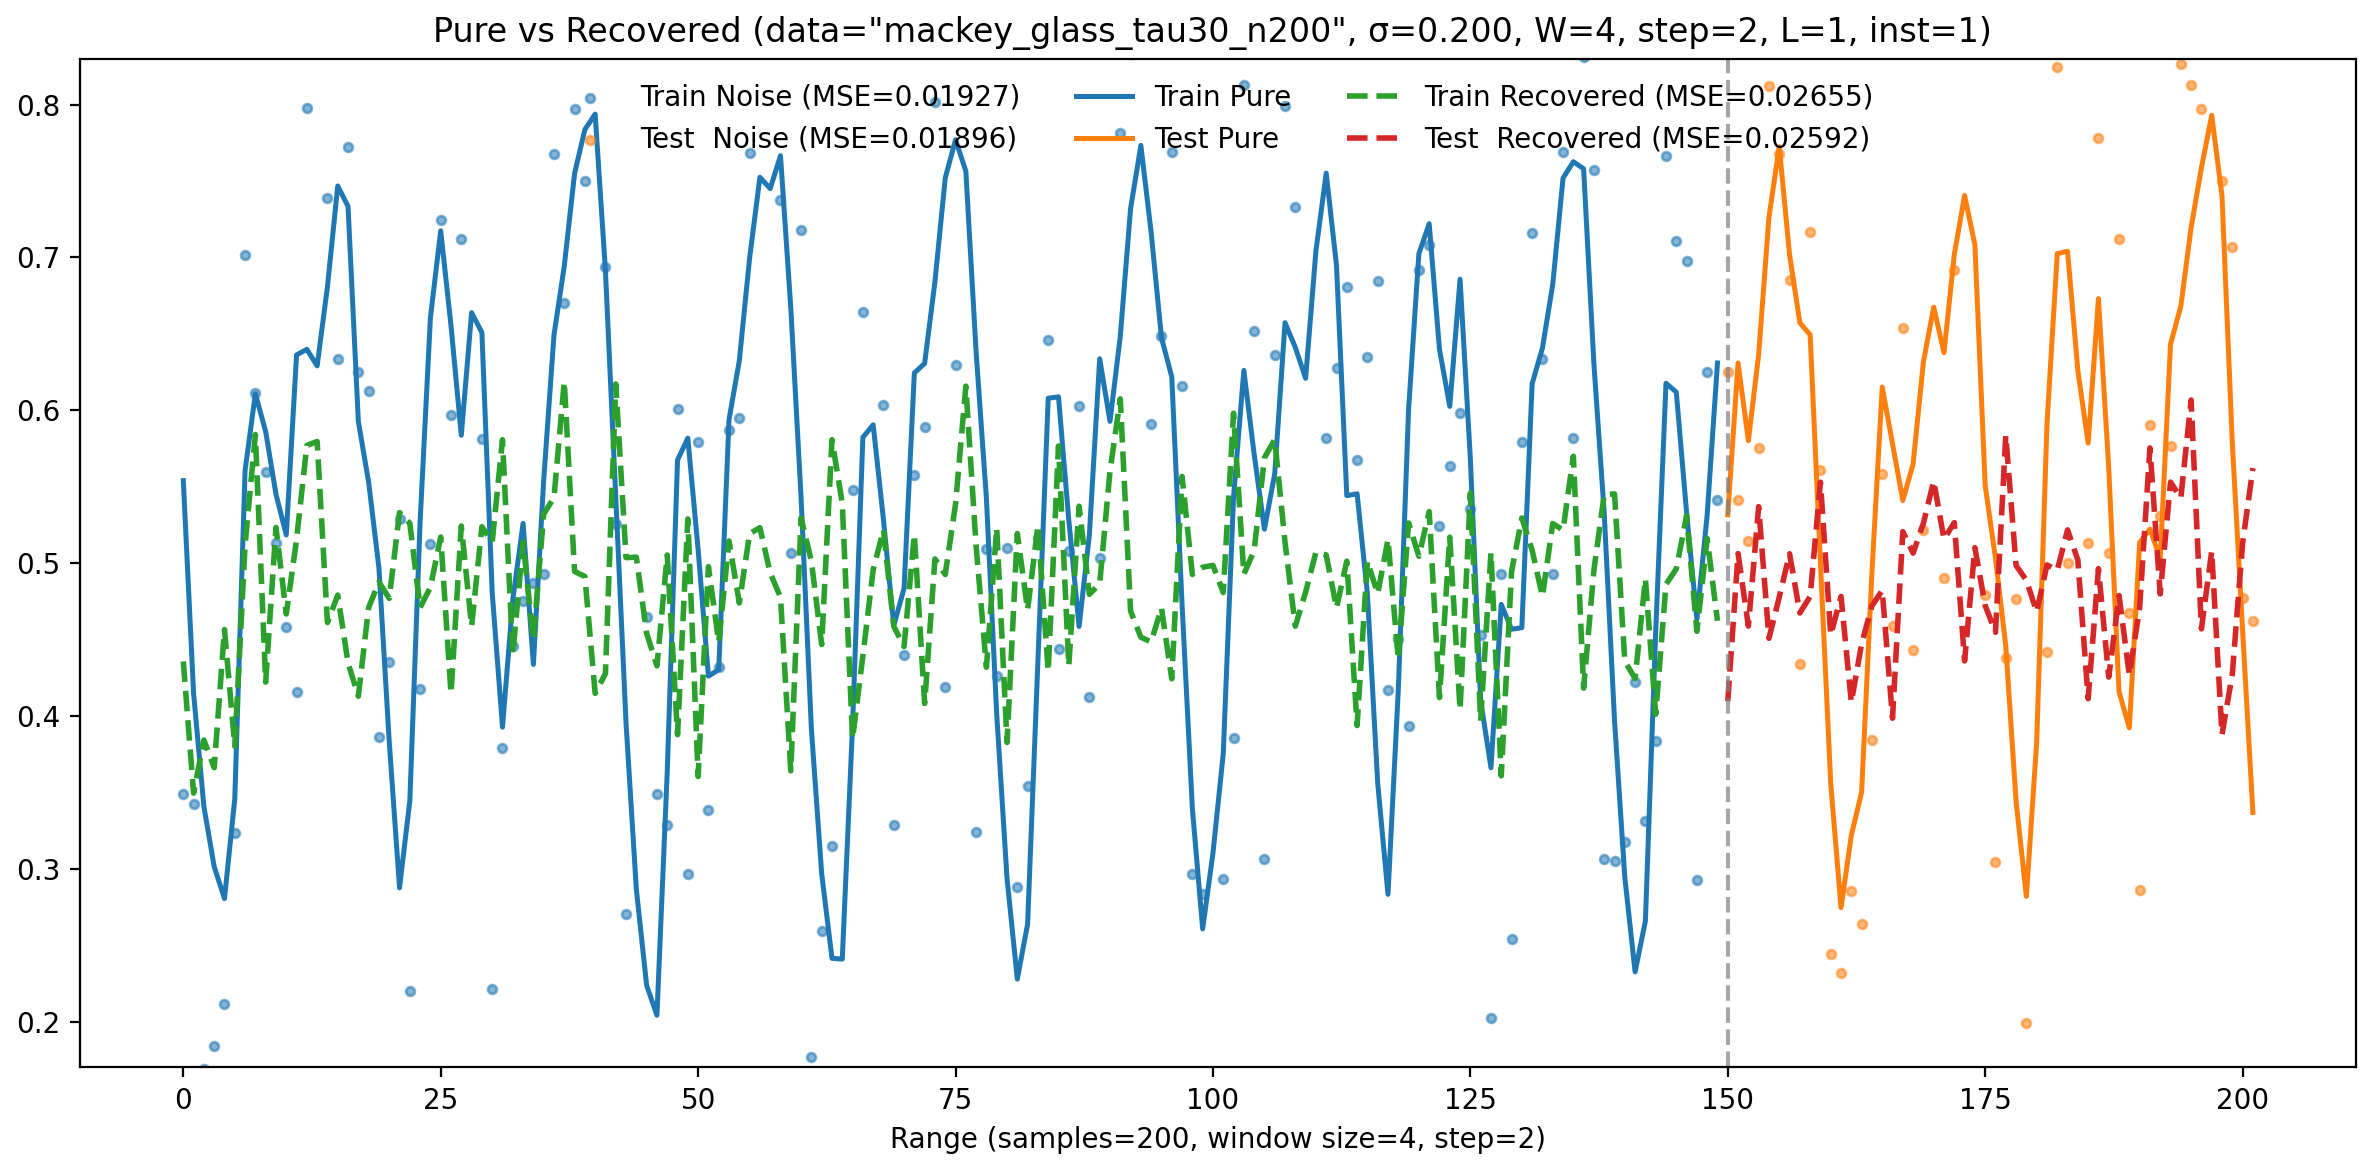 Pure vs Recovered (data="mackey_glass_tau30_n200", σ=0.200, W=4, step=2, L=1, inst=1)
Train Noise (MSE=0.01927) Train Pure Train Recovered (MSE=0.02655)
Test  Noise (MSE=0.01896) Test Pure Test  Recovered (MSE=0.02592)
0.8
0.7
0.6
0.5
0.4
0.3
0.2
0 25 50 75 100 125 150 175 200
Range (samples=200, window size=4, step=2)